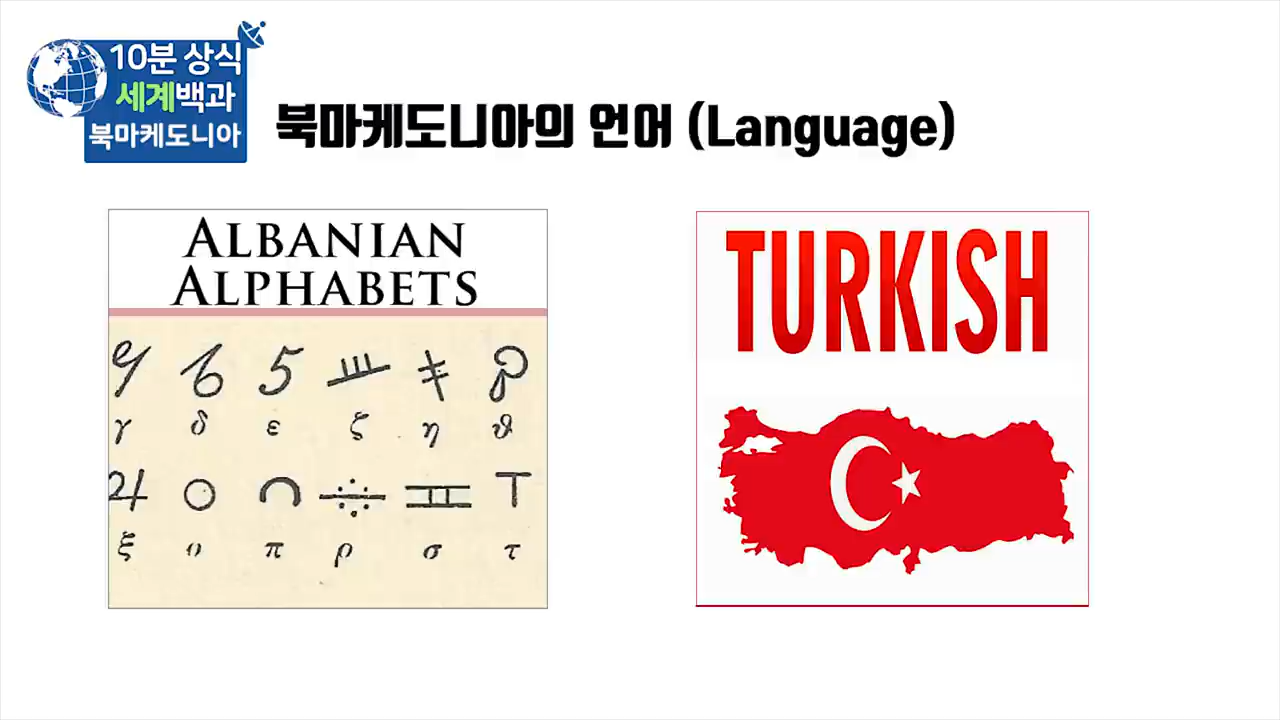 10분 상식
세계백과
북마케도니아
북마케도니아의 언어 (Language)
ALBANIAN
ALPHABETS
γ δ ε ζ η ϑ
ξ ο π ρ σ τ
TURKISH